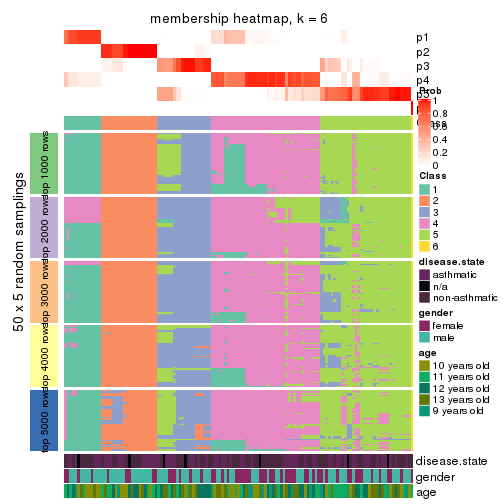 membership heatmap, k = 6
p1
p2
p3
p4
Prob
1
0.8
0.6
0.4
0.2
0
Class
1
2
3
4
5
6
disease.state
asthmatic
n/a
non-asthmatic
gender
female
male
age
10 years old
11 years old
12 years old
13 years old
9 years old
50 x 5 random samplings
top 1000 rows
top 2000 rows
top 3000 rows
top 4000 rows
top 5000 rows
disease.state
gender
age